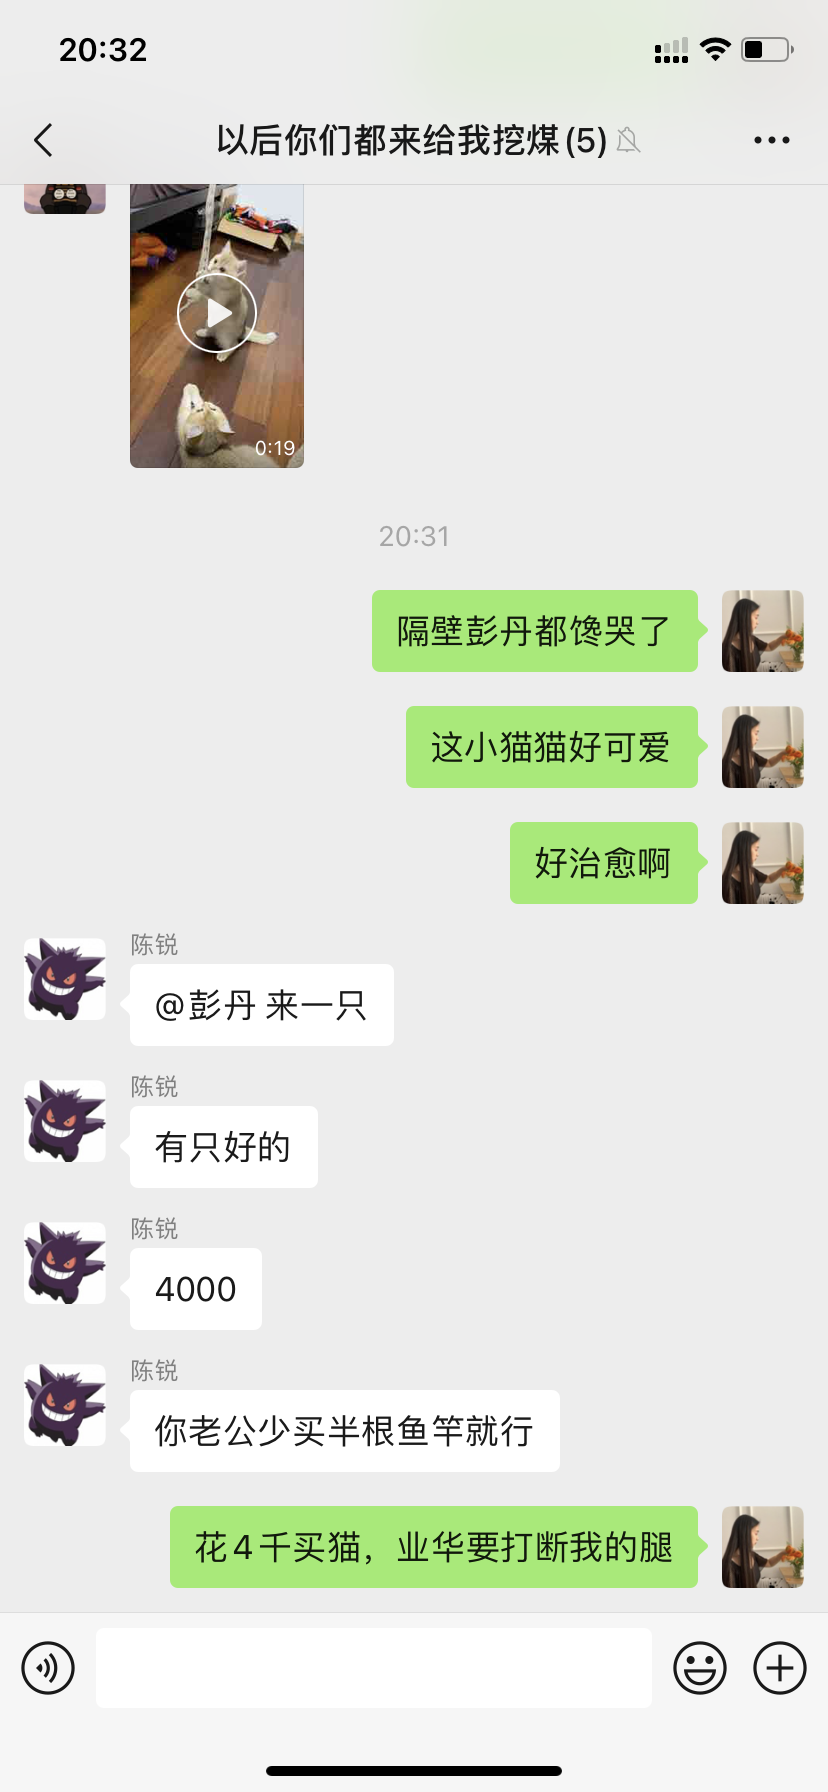 20:32
以后你们都来给我挖煤(5)
0:19
20:31
隔壁彭丹都馋哭了
这小猫猫好可爱
好治愈啊
陈锐
@彭丹 来一只
陈锐
有只好的
陈锐
4000
陈锐
你老公少买半根鱼竿就行
花4千买猫，业华要打断我的腿